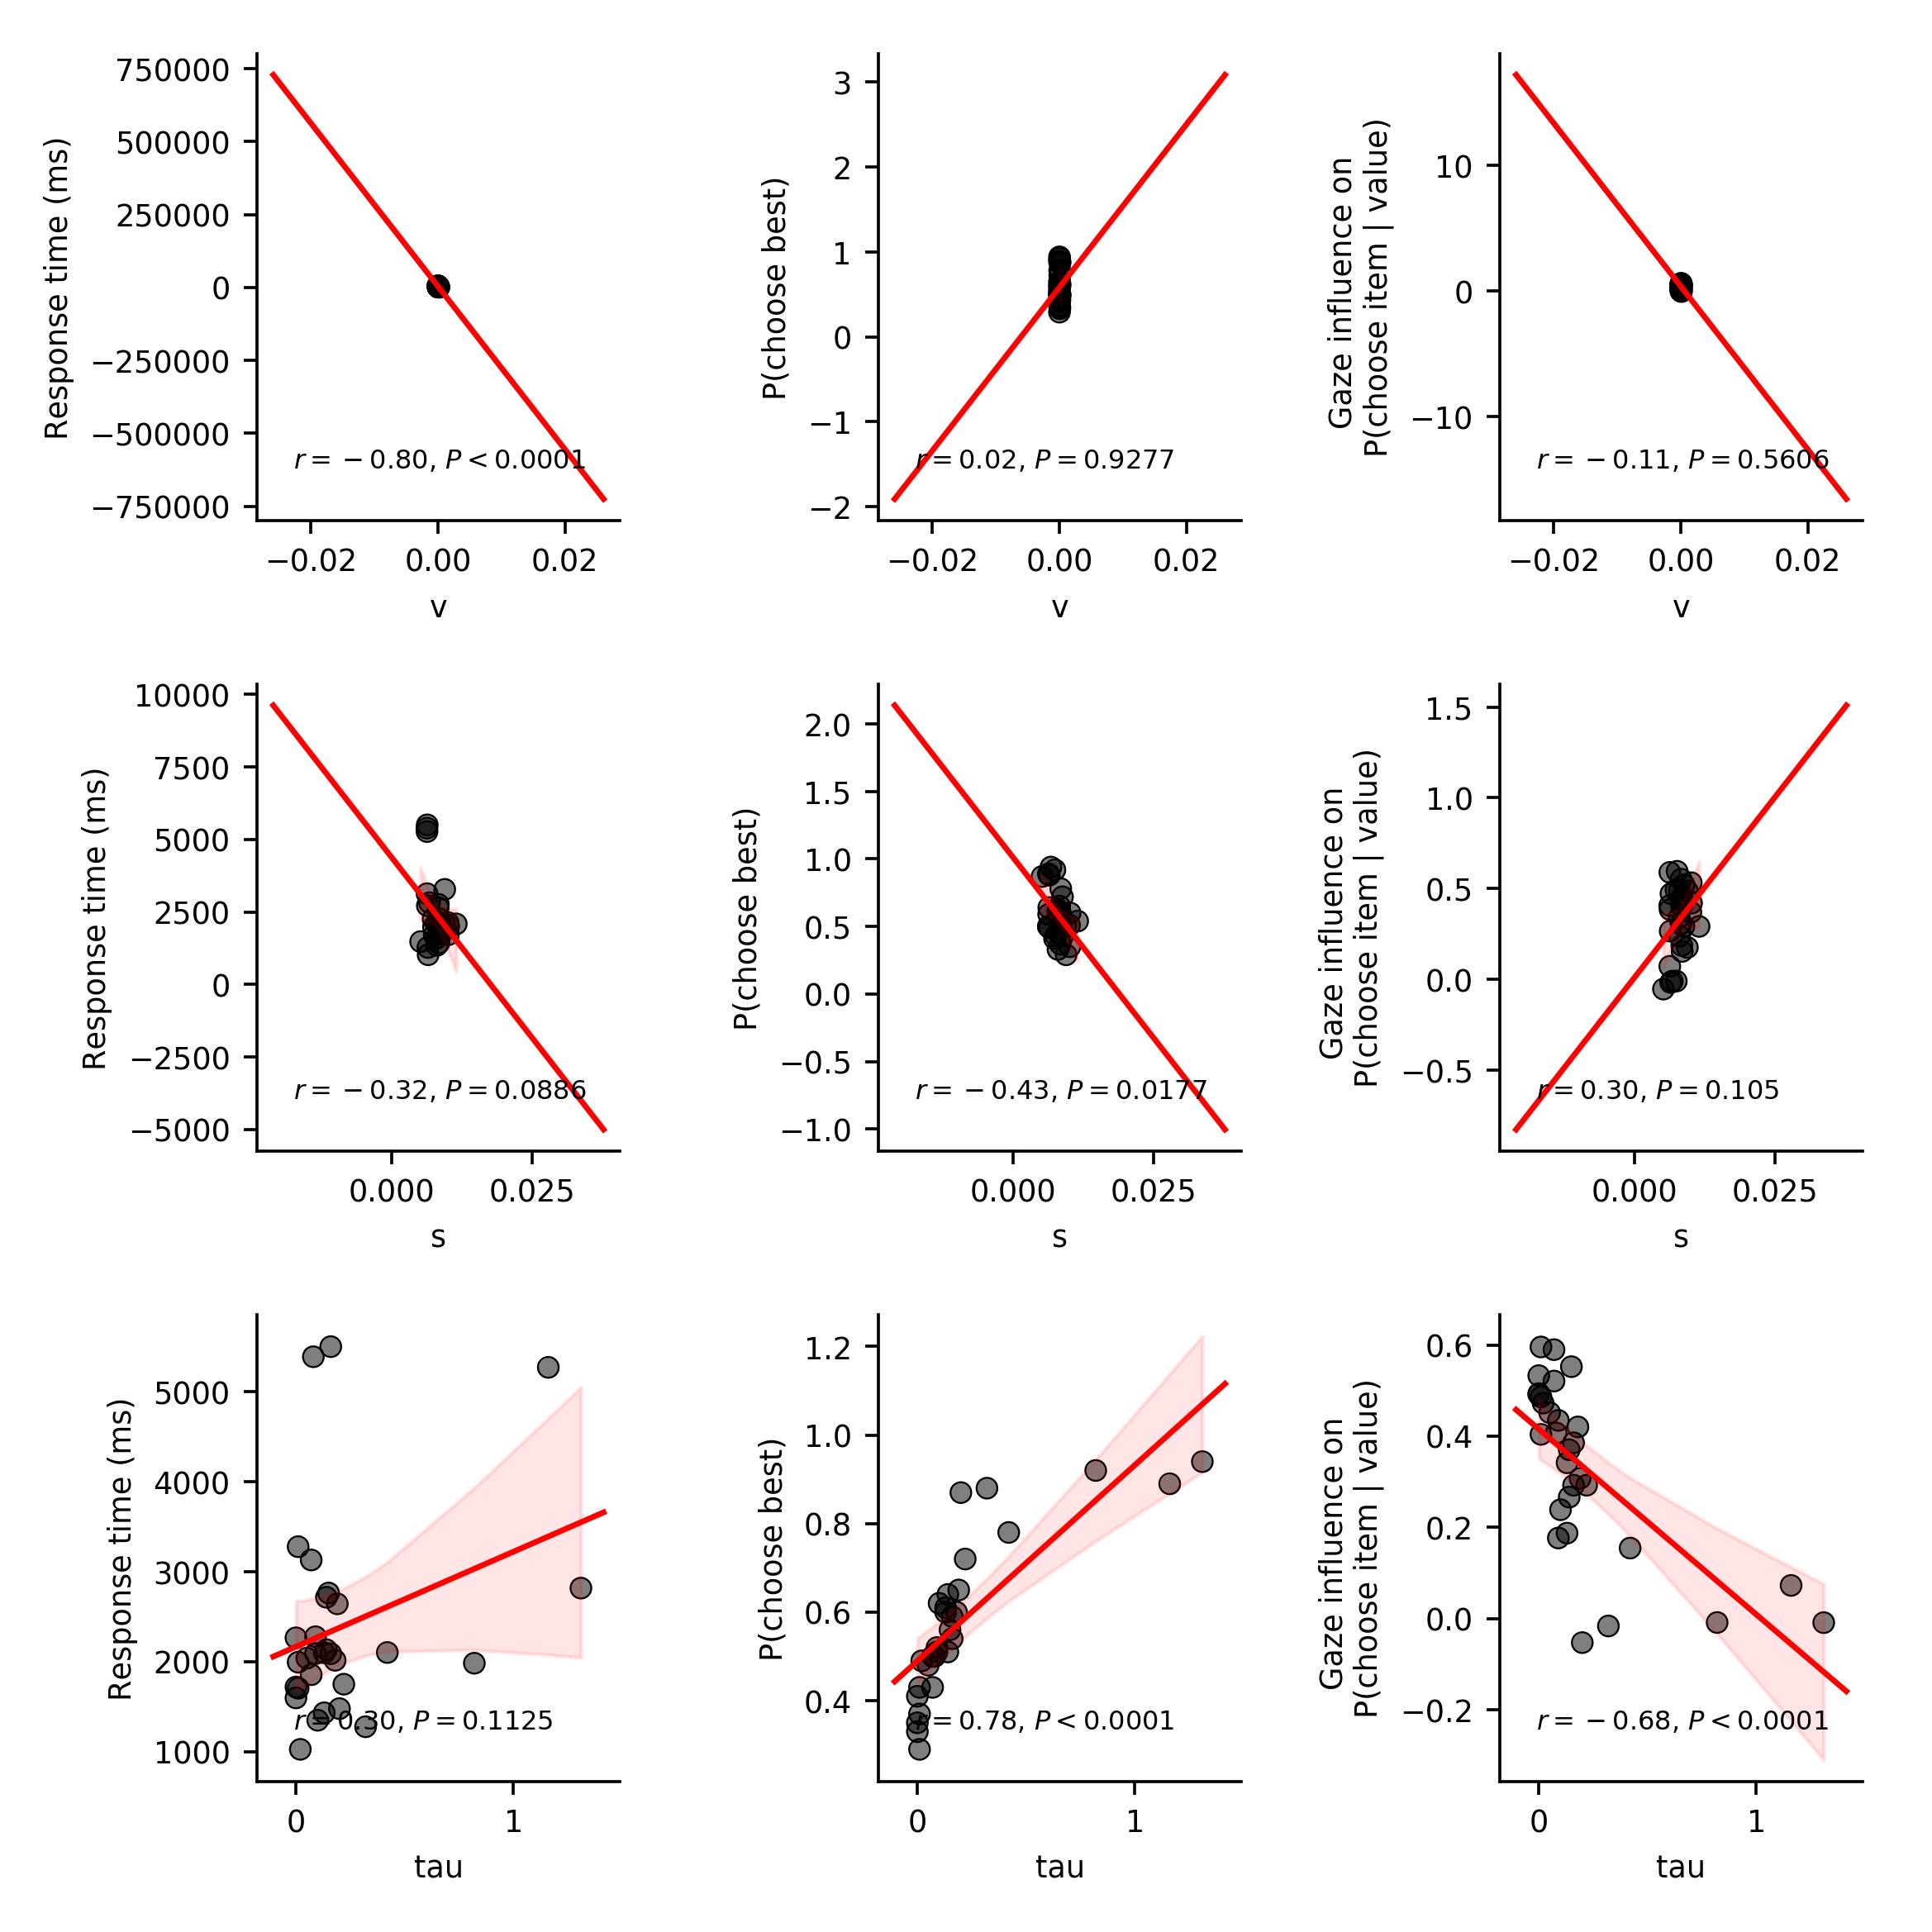 750000
500000
250000
0
−250000
−500000
−750000
Response time (ms)
r = −0.80, P < 0.0001
−0.02 0.00 0.02
v
3
2
1
0
−1
−2
P(choose best)
r = 0.02, P = 0.9277
−0.02 0.00 0.02
v
10
0
−10
Gaze influence on
P(choose item | value)
r = −0.11, P = 0.5606
−0.02 0.00 0.02
v
10000
7500
5000
2500
0
−2500
−5000
Response time (ms)
r = −0.32, P = 0.0886
0.000 0.025
s
2.0
1.5
1.0
0.5
0.0
−0.5
−1.0
P(choose best)
r = −0.43, P = 0.0177
0.000 0.025
s
1.5
1.0
0.5
0.0
−0.5
Gaze influence on
P(choose item | value)
r = 0.30, P = 0.105
0.000 0.025
s
5000
4000
3000
2000
1000
Response time (ms)
r = 0.30, P = 0.1125
0 1
tau
1.2
1.0
0.8
0.6
0.4
P(choose best)
r = 0.78, P < 0.0001
0 1
tau
0.6
0.4
0.2
0.0
−0.2
Gaze influence on
P(choose item | value)
r = −0.68, P < 0.0001
0 1
tau